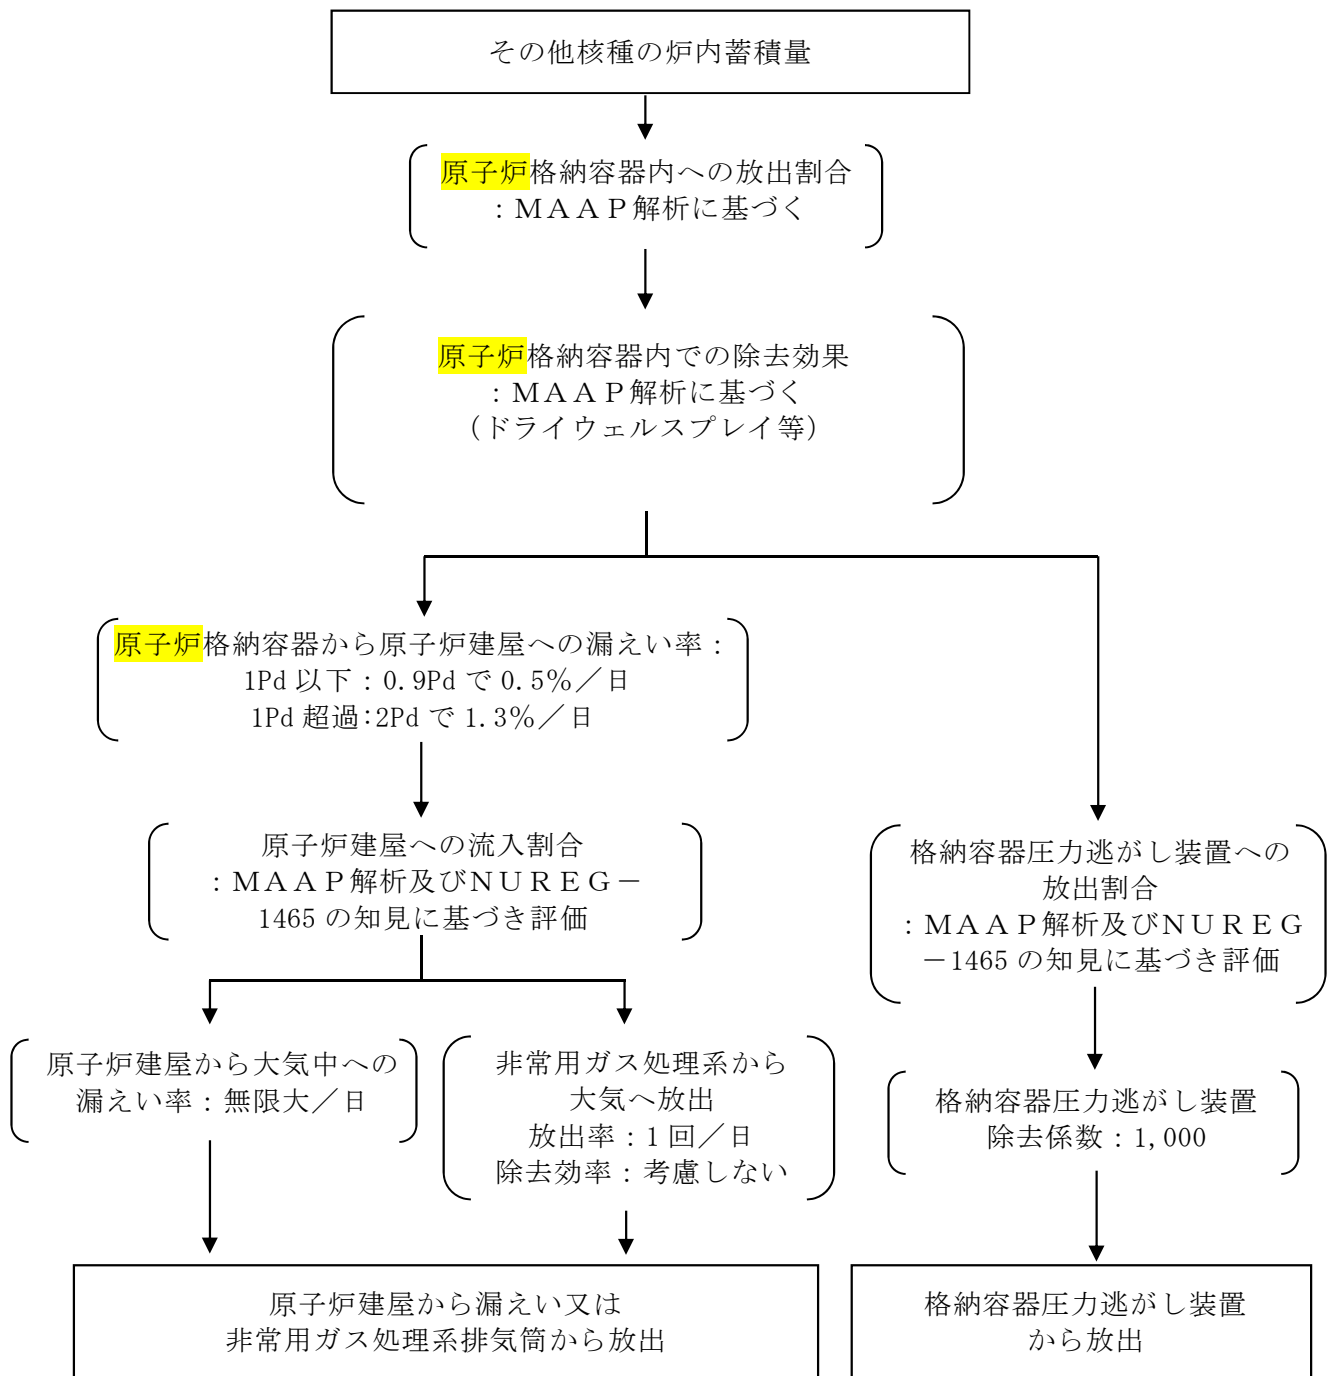 その他核種の炉内蓄積量
原子炉格納容器内への放出割合
：ＭＡＡＰ解析に基づく
原子炉格納容器内での除去効果
：ＭＡＡＰ解析に基づく
（ドライウェルスプレイ等）
原子炉格納容器から原子炉建屋への漏えい率：
1Pd 以下：0.9Pd で 0.5％／日
1Pd 超過：2Pd で 1.3％／日
原子炉建屋への流入割合
：ＭＡＡＰ解析及びＮＵＲＥＧ－
1465 の知見に基づき評価
格納容器圧力逃がし装置への
放出割合
：ＭＡＡＰ解析及びＮＵＲＥＧ
－1465 の知見に基づき評価
原子炉建屋から大気中への
漏えい率：無限大／日
非常用ガス処理系から
大気へ放出
放出率：1 回／日
除去効率：考慮しない
格納容器圧力逃がし装置
除去係数：1,000
原子炉建屋から漏えい又は
非常用ガス処理系排気筒から放出
格納容器圧力逃がし装置
から放出